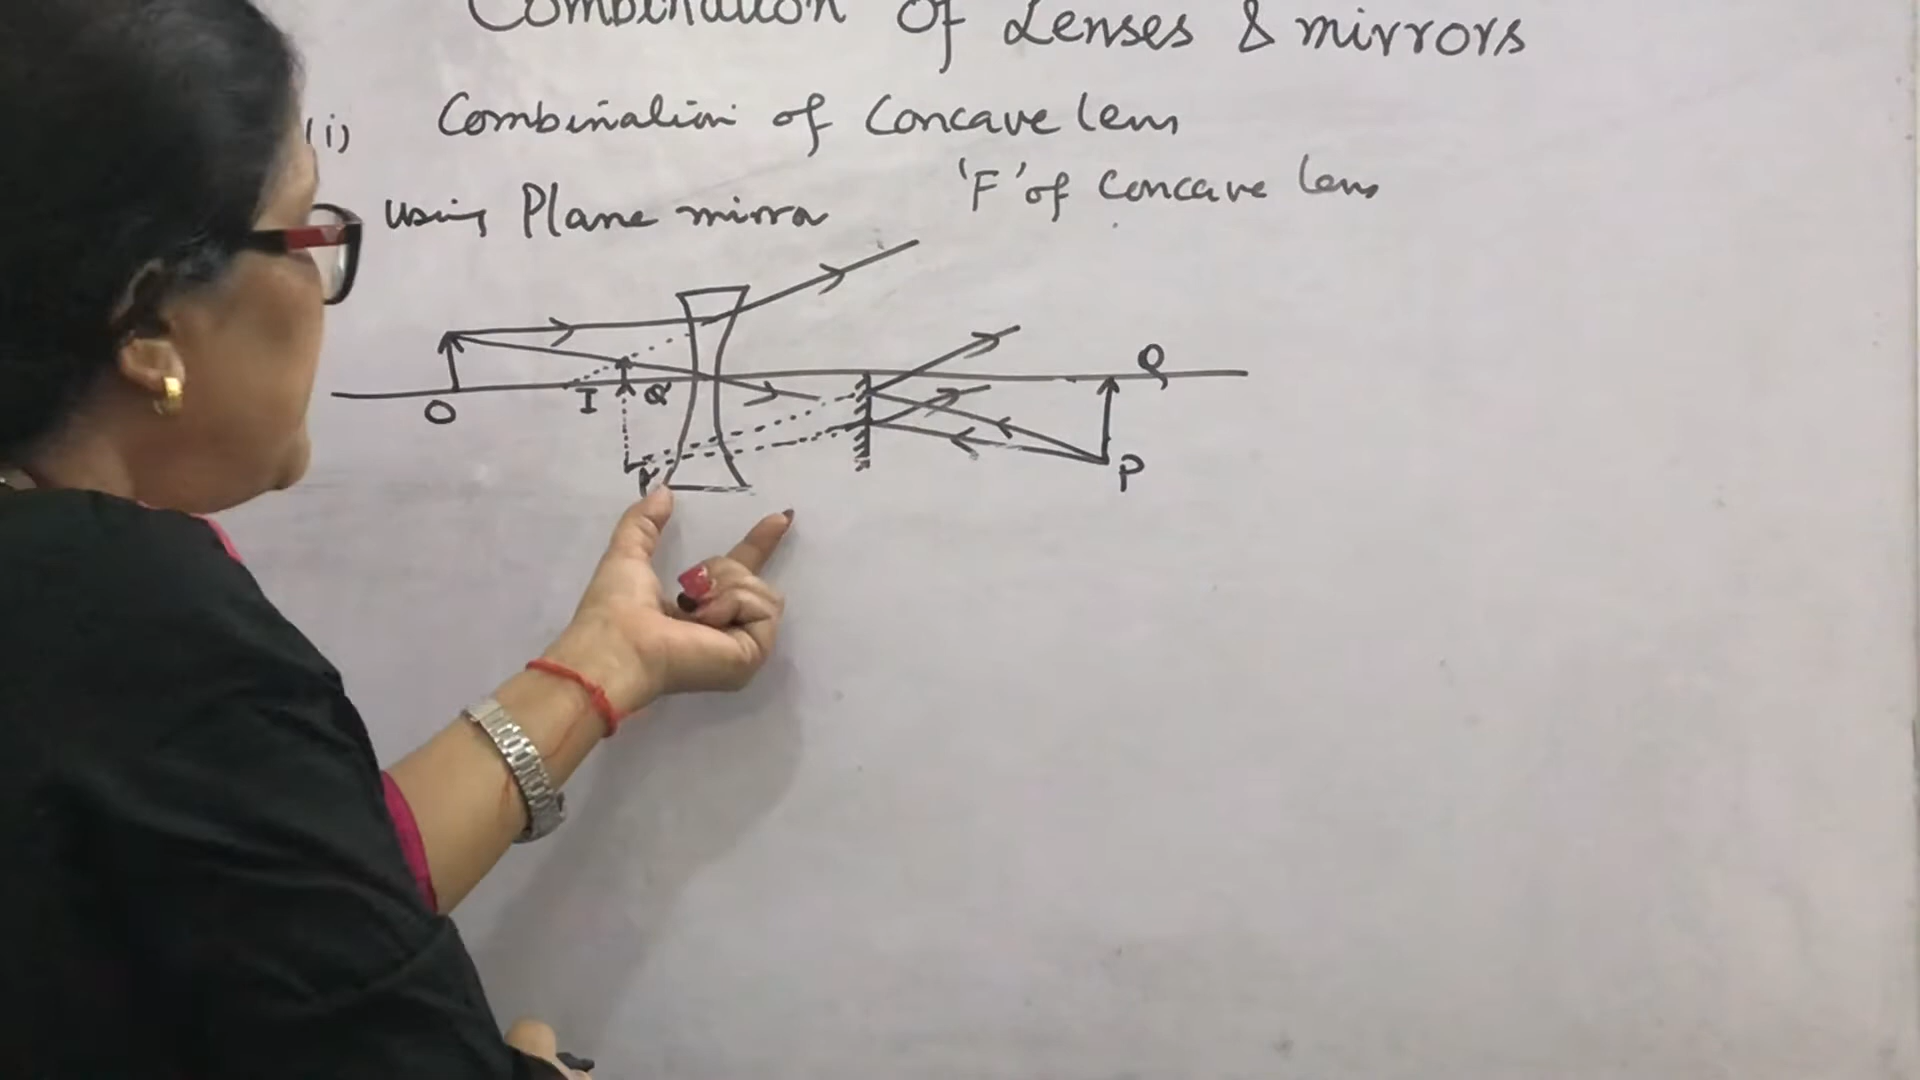 Combination of Lenses & mirrors
(i) Combination of Concave lens
using Plane mirror 'F' of Concave lens
O I Q' Q
P' P